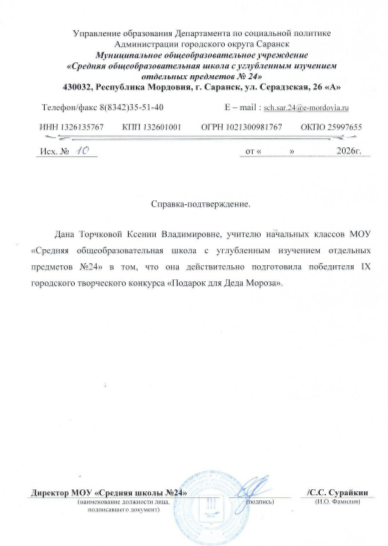 Управление образования Департамента по социальной политике
Администрации городского округа Саранск
Муниципальное общеобразовательное учреждение
«Средняя общеобразовательная школа с углубленным изучением
отдельных предметов № 24»
430032, Республика Мордовия, г. Саранск, ул. Серадзская, 26 «А»
Телефон/факс 8(8342)35-51-40 E – mail : sch.sar.24@e-mordovia.ru
ИНН 1326135767 КПП 132601001 ОГРН 1021300981767 ОКПО 25997655
Исх. № 10 от « » 2026г.
Справка-подтверждение.
Дана Торчковой Ксении Владимировне, учителю начальных классов МОУ
«Средняя общеобразовательная школа с углубленным изучением отдельных
предметов №24» в том, что она действительно подготовила победителя IX
городского творческого конкурса «Подарок для Деда Мороза».
Директор МОУ «Средняя школы №24» /С.С. Сурайкин
(наименование должности лица, (подпись) (И.О. Фамилия)
подписавшего документ)